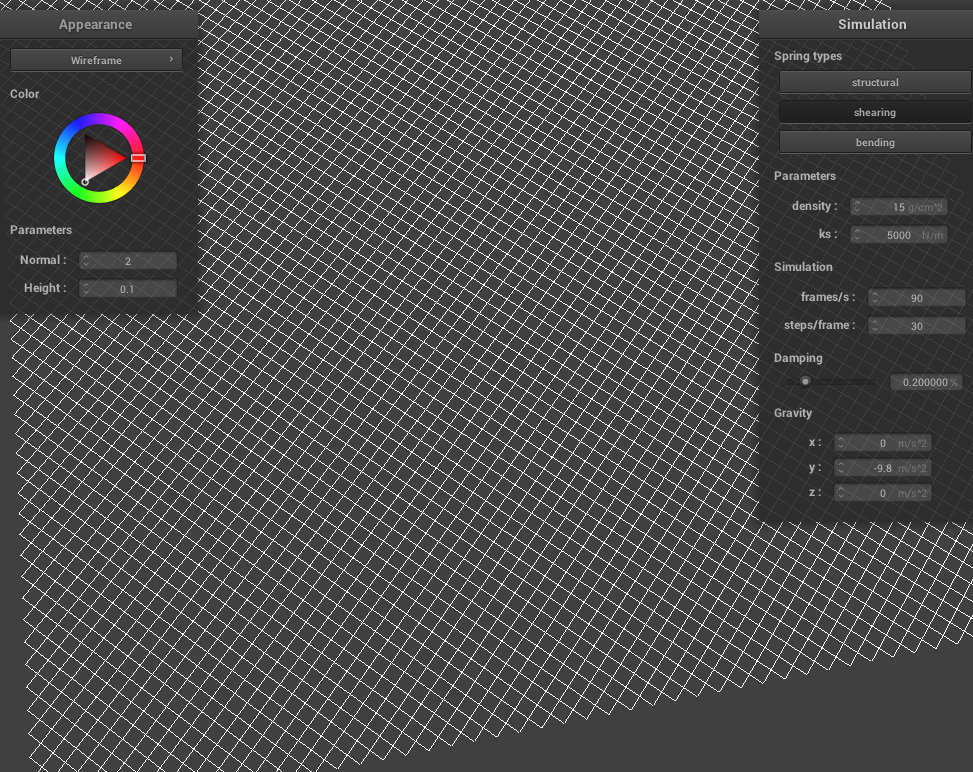 Appearance
Wireframe
Color
Parameters
Normal : 2
Height : 0.1
Simulation
Spring types
structural
shearing
bending
Parameters
density : 15 g/cm^2
ks : 5000 N/m
Simulation
frames/s : 90
steps/frame : 30
Damping
0.200000 %
Gravity
x : 0 m/s^2
y : -9.8 m/s^2
z : 0 m/s^2